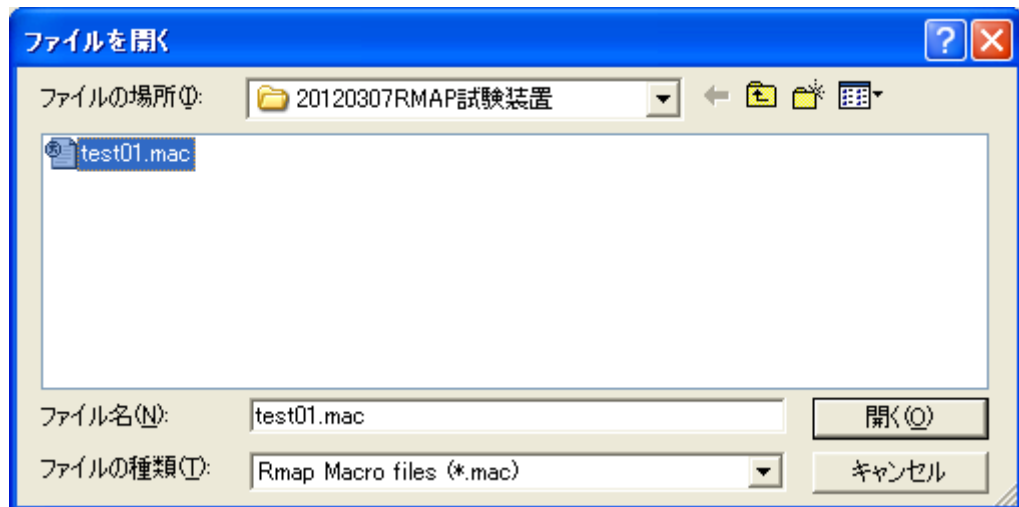 ファイルを開く
ファイルの場所(I):
20120307RMAP試験装置
test01.mac
ファイル名(N):
test01.mac
開く(O)
ファイルの種類(T):
Rmap Macro files (*.mac)
キャンセル